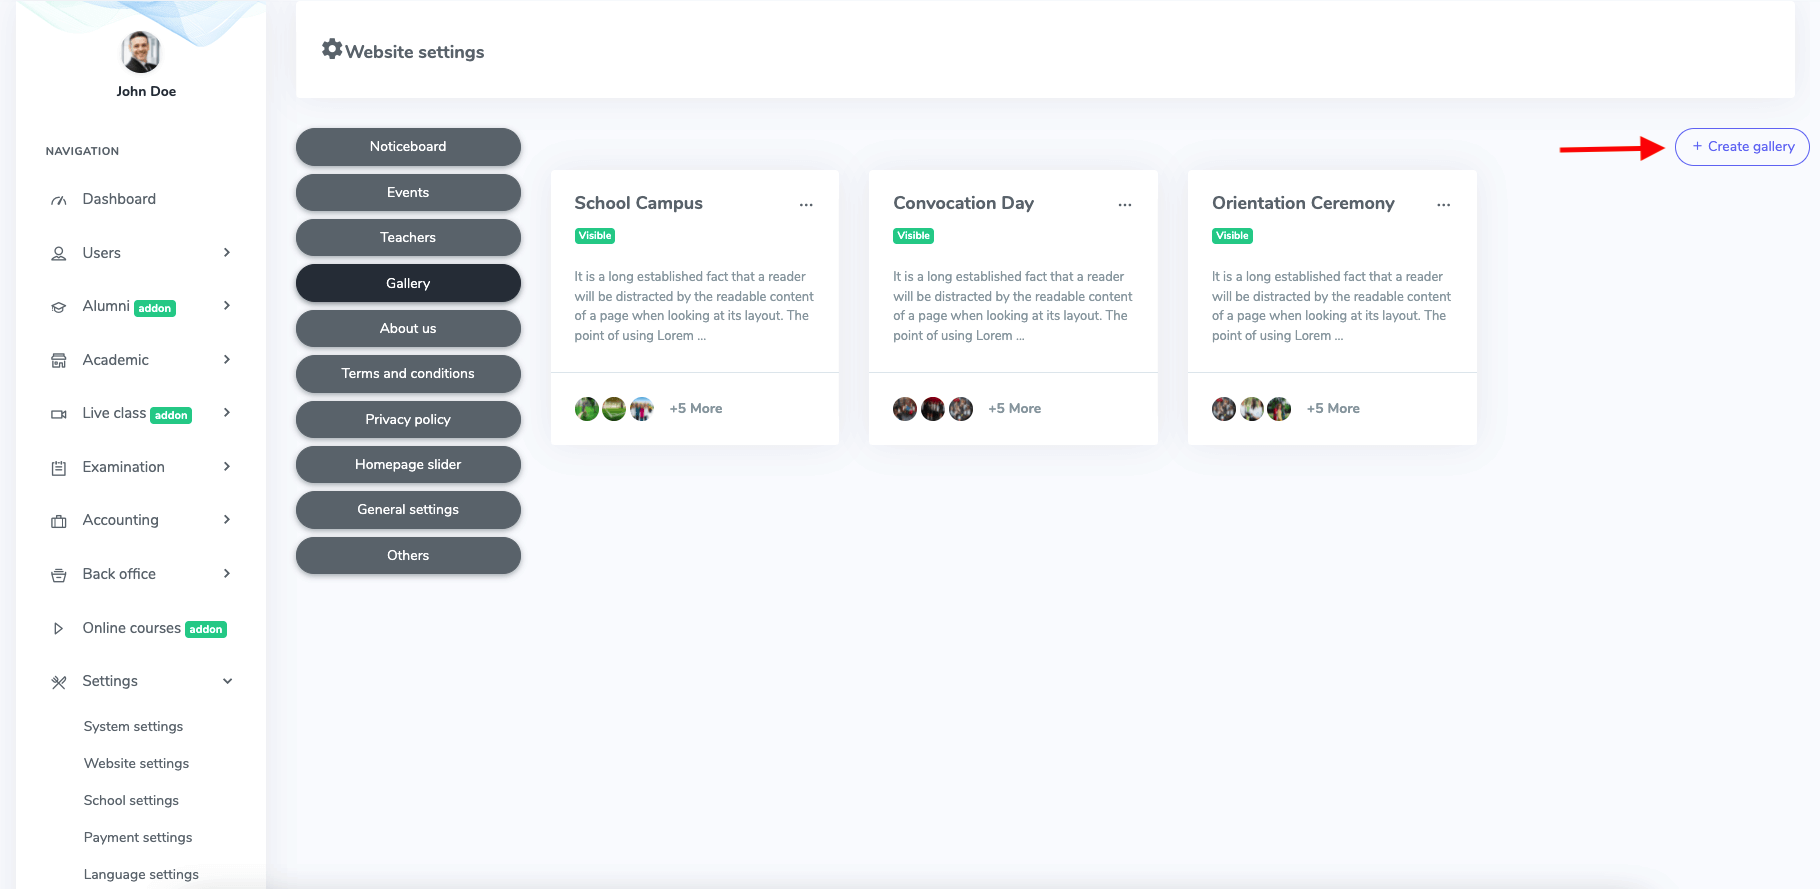 John Doe
NAVIGATION
Dashboard
Users
Alumni addon
Academic
Live class addon
Examination
Accounting
Back office
Online courses addon
Settings
System settings
Website settings
School settings
Payment settings
Language settings
Website settings
Noticeboard
Events
Teachers
Gallery
About us
Terms and conditions
Privacy policy
Homepage slider
General settings
Others
+ Create gallery
School Campus ...
Visible
It is a long established fact that a reader
will be distracted by the readable content
of a page when looking at its layout. The
point of using Lorem ...
+5 More
Convocation Day ...
Visible
It is a long established fact that a reader
will be distracted by the readable content
of a page when looking at its layout. The
point of using Lorem ...
+5 More
Orientation Ceremony ...
Visible
It is a long established fact that a reader
will be distracted by the readable content
of a page when looking at its layout. The
point of using Lorem ...
+5 More